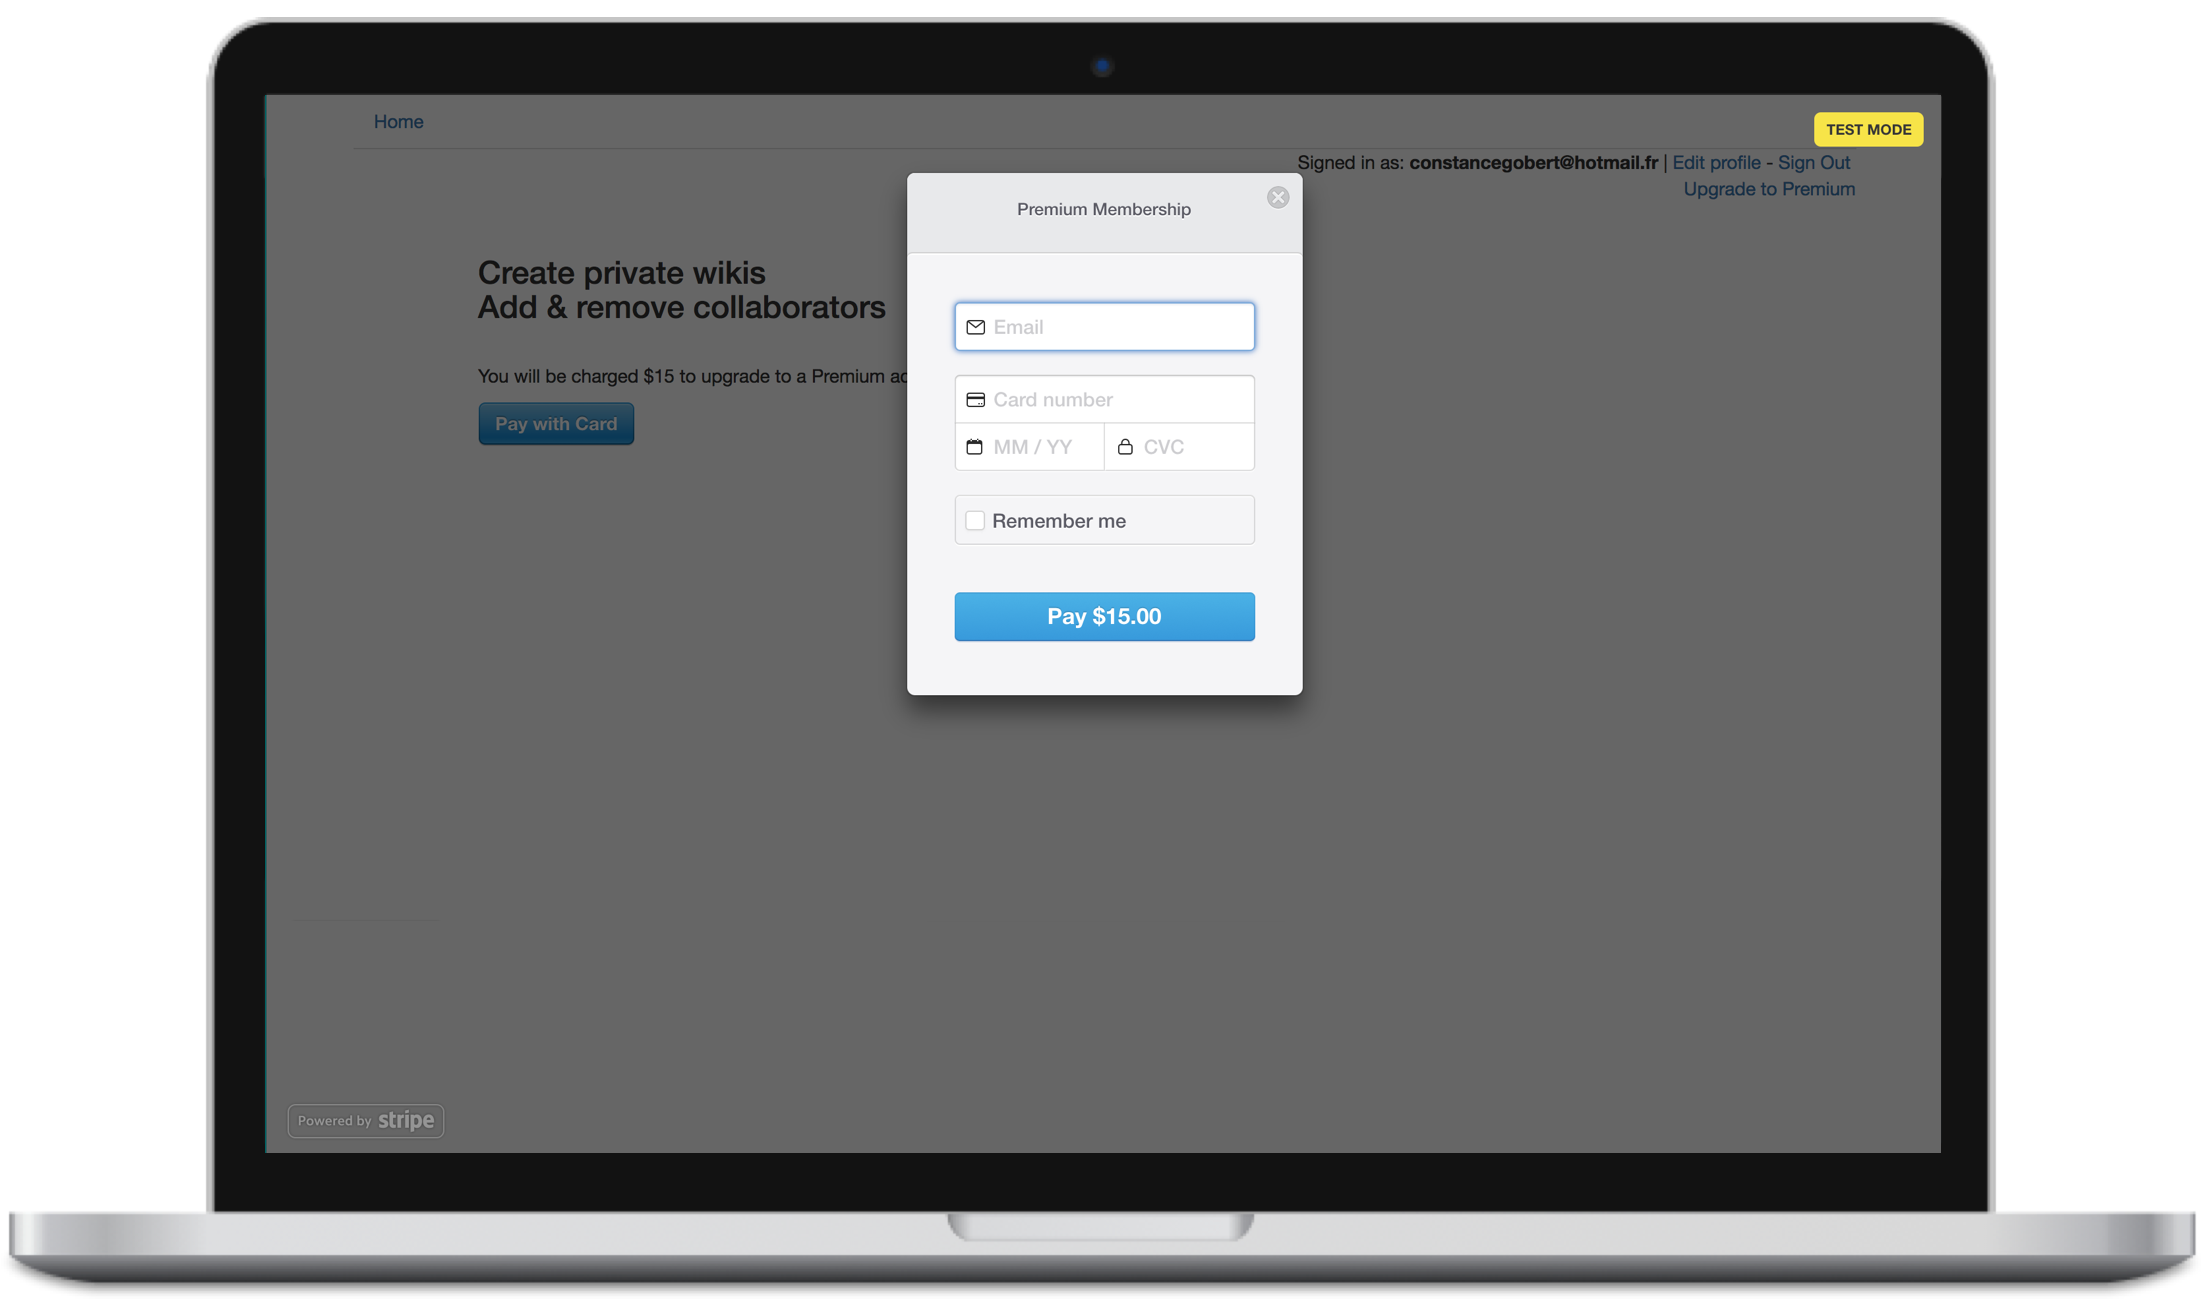 Home
TEST MODE
Signed in as: constancegobert@hotmail.fr | Edit profile - Sign Out
Upgrade to Premium
Premium Membership
Create private wikis
Add & remove collaborators
Email
You will be charged $15 to upgrade to a Premium
Card number
Pay with Card
MM / YY
CVC
Remember me
Pay $15.00
Powered by stripe